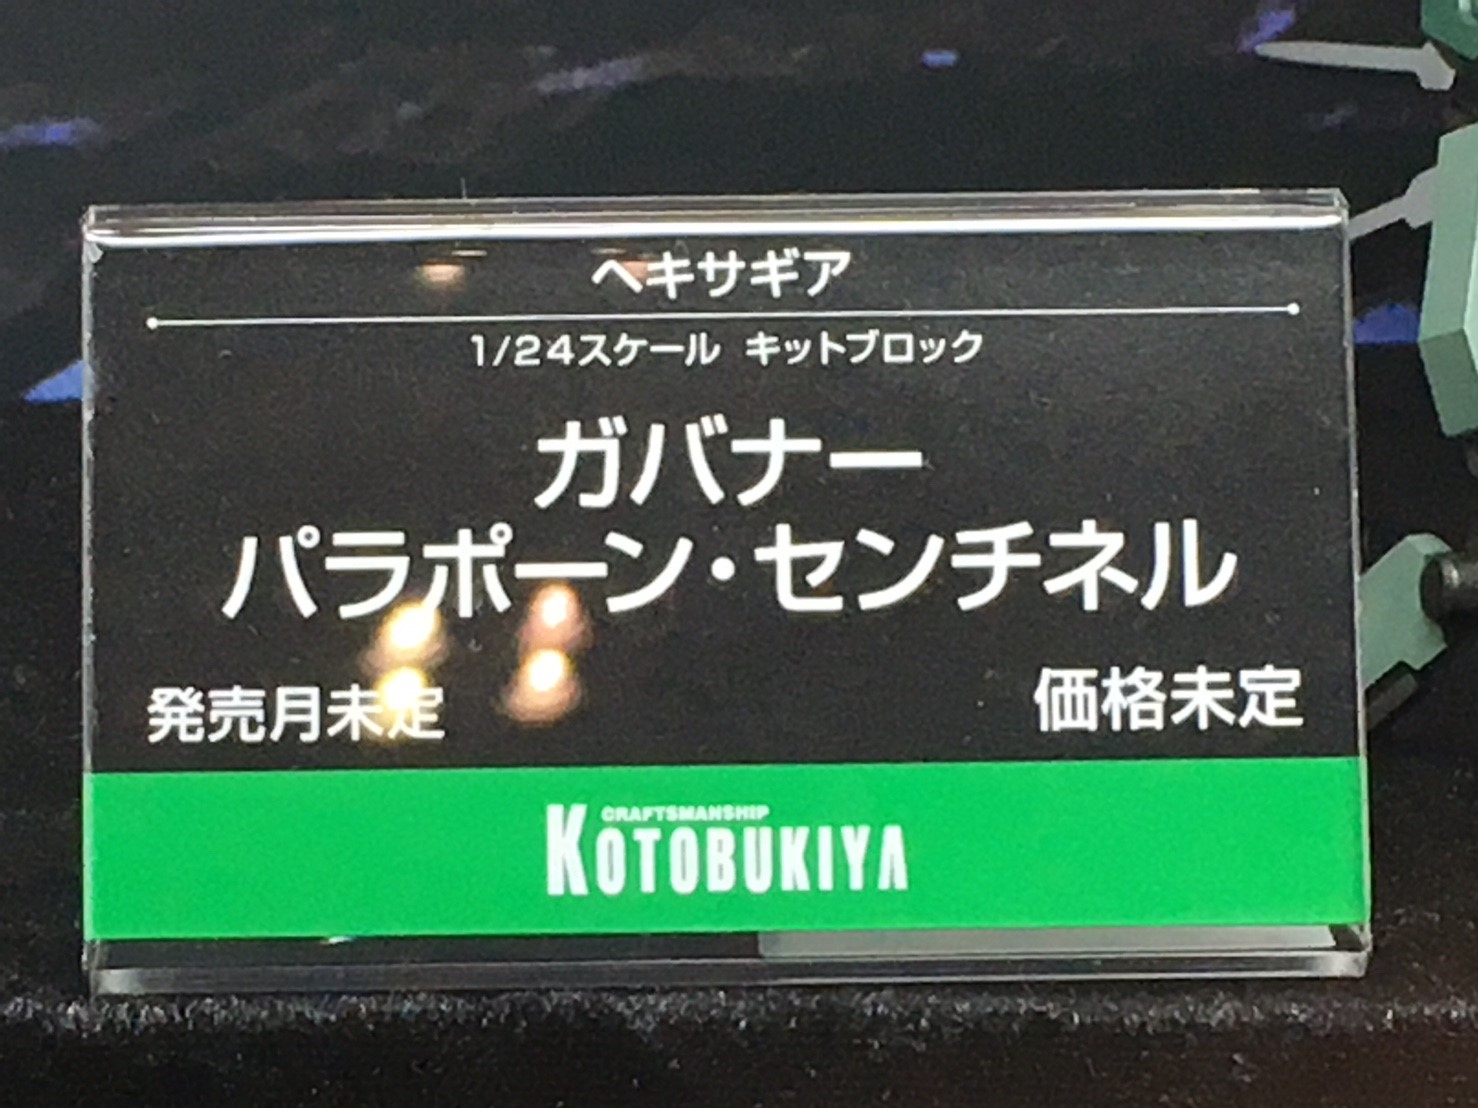 ヘキサギア
1/24スケール キットブロック
ガバナー
パラポーン・センチネル
発売月未定
価格未定
CRAFTSMANSHIP
KOTOBUKIYA